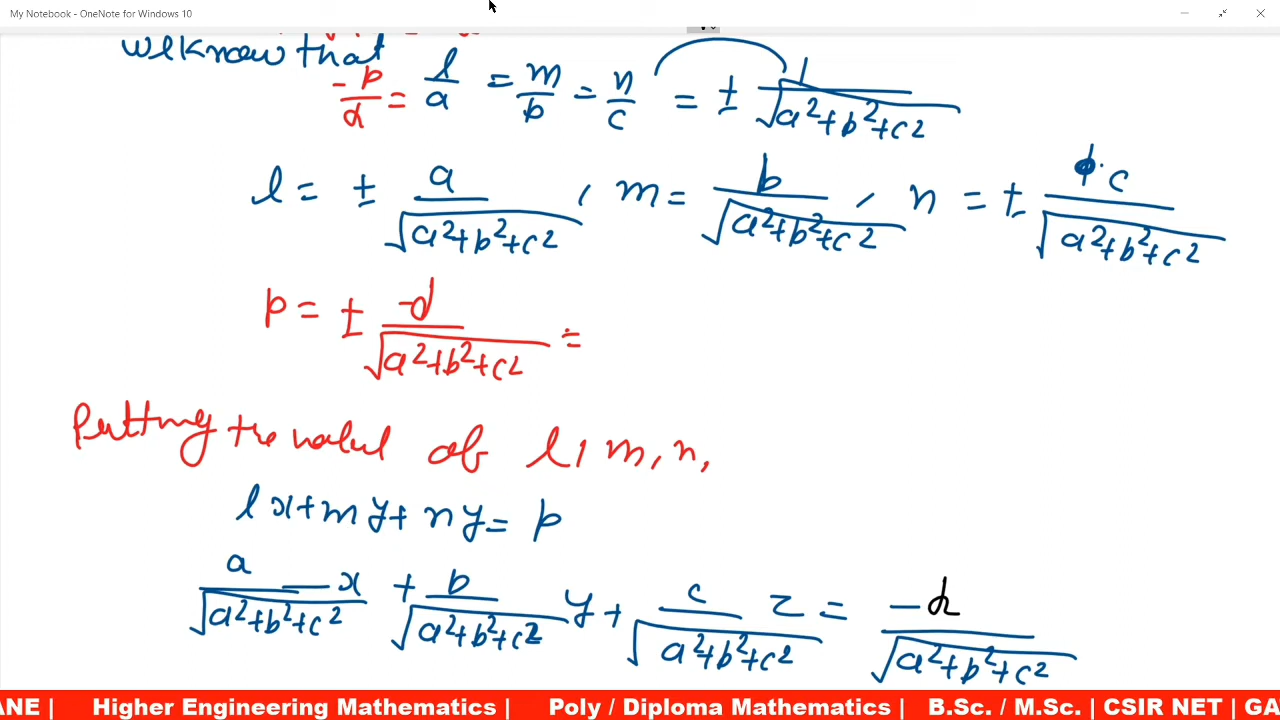 My Notebook - OneNote for Windows 10
we know that
-p/d = l/a = m/b = n/c = ± 1/√a²+b²+c²
l = ± a/√a²+b²+c² , m = b/√a²+b²+c² , n = ± c/√a²+b²+c²
p = ± -d/√a²+b²+c² =
Putting the value of l, m, n,
lx+my+ny = p
a/√a²+b²+c² x + b/√a²+b²+c² y + c/√a²+b²+c² z = -d/√a²+b²+c²
ANE | Higher Engineering Mathematics | Poly / Diploma Mathematics | B.Sc. / M.Sc. | CSIR NET | GA